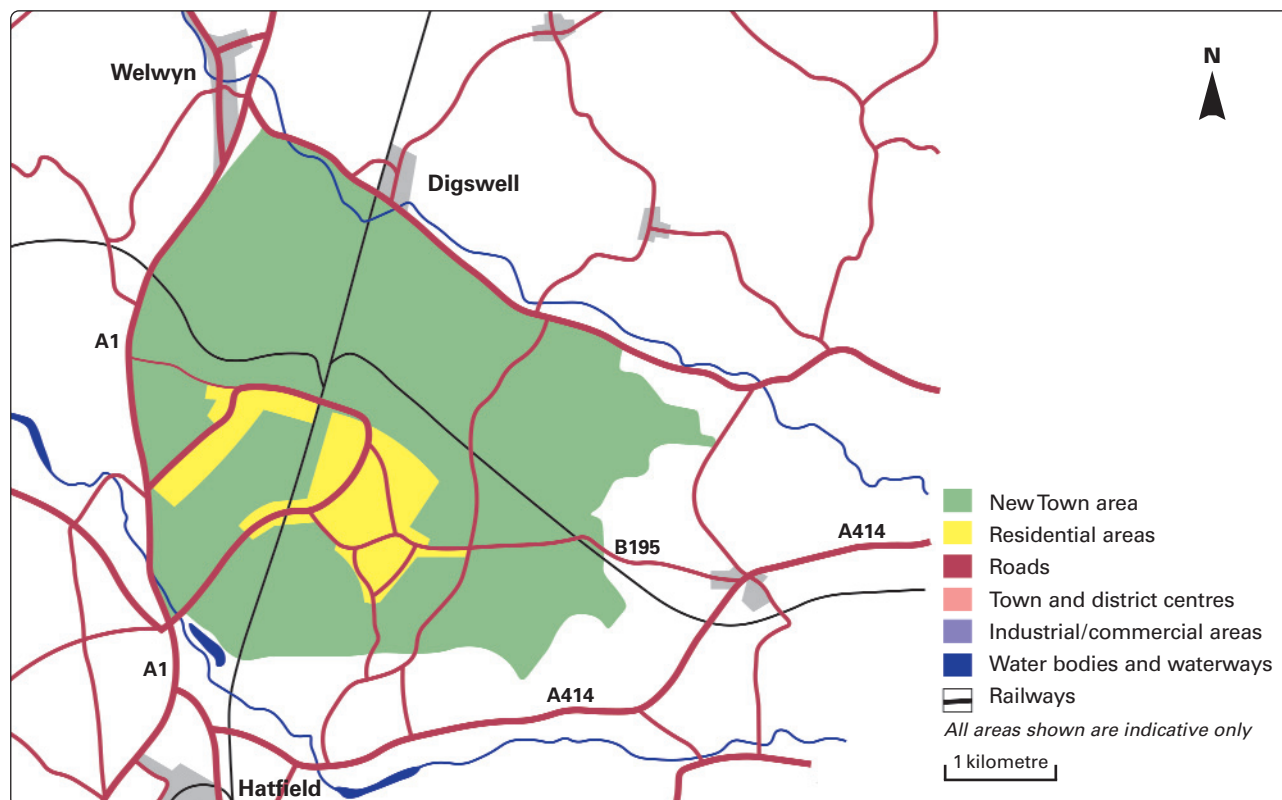 Welwyn
N
Digswell
A1
B195
A414
A1
A414
Hatfield
New Town area
Residential areas
Roads
Town and district centres
Industrial/commercial areas
Water bodies and waterways
Railways
All areas shown are indicative only
1 kilometre